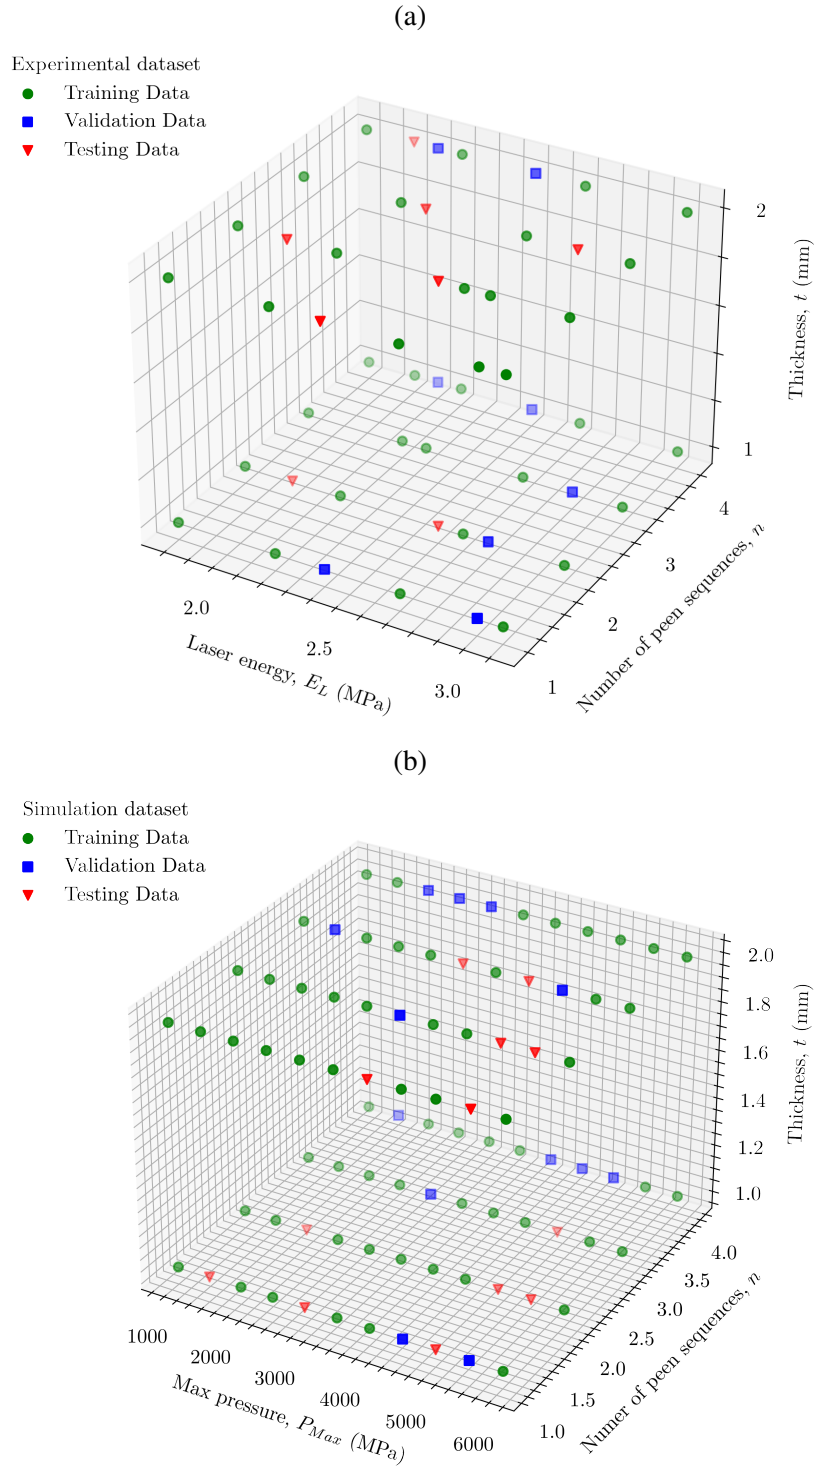 (a)
Experimental dataset
Training Data
Validation Data
Testing Data
2
1
Thickness, t (mm)
4
3
2
1
Number of peen sequences, n
2.0
2.5
3.0
Laser energy, E_L (MPa)
(b)
Simulation dataset
Training Data
Validation Data
Testing Data
2.0
1.8
1.6
1.4
1.2
1.0
Thickness, t (mm)
4.0
3.5
3.0
2.5
2.0
1.5
1.0
Numer of peen sequences, n
1000
2000
3000
4000
5000
6000
Max pressure, P_Max (MPa)